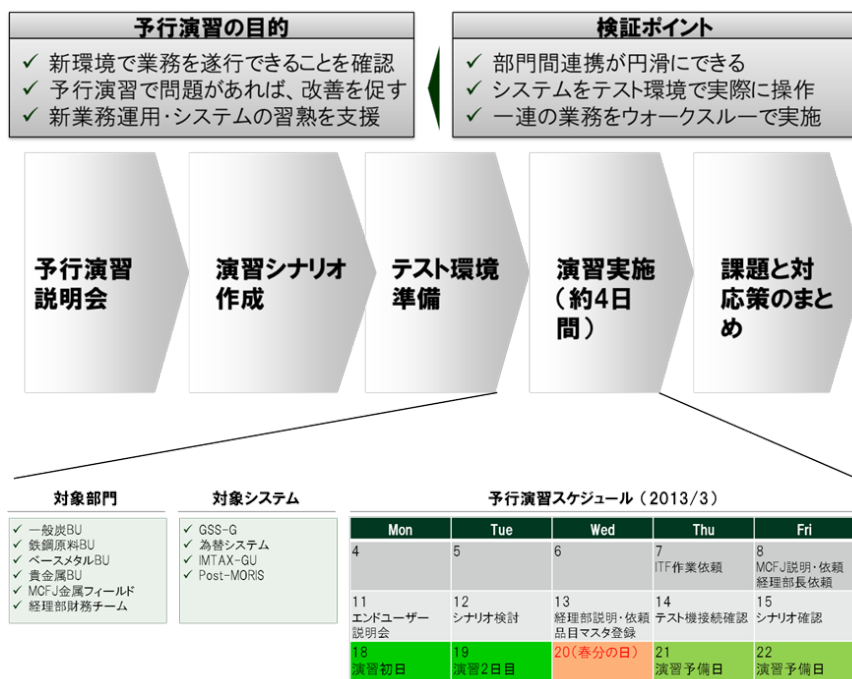 予行演習の目的
✓ 新環境で業務を遂行できることを確認
✓ 予行演習で問題があれば、改善を促す
✓ 新業務運用・システムの習熟を支援
検証ポイント
✓ 部門間連携が円滑にできる
✓ システムをテスト環境で実際に操作
✓ 一連の業務をウォークスルーで実施
予行演習
説明会
演習シナリオ
作成
テスト環境
準備
演習実施
(約4日
間)
課題と対
応策のまと
め
対象部門
✓ 一般炭BU
✓ 鉄鋼原料BU
✓ ベースメタルBU
✓ 貴金属BU
✓ MCFJ金属フィールド
✓ 経理部財務チーム
対象システム
✓ GSS-G
✓ 為替システム
✓ IMTAX-GU
✓ Post-MORIS
予行演習スケジュール(2013/3)
Mon Tue Wed Thu Fri
4 5 6 7 8
ITF作業依頼 MCFJ説明・依頼
経理部長依頼
11 12 13 14 15
エンドユーザー シナリオ検討 経理部説明・依頼 テスト機接続確認 シナリオ確認
説明会 品目マスタ登録
18 19 20(春分の日) 21 22
演習初日 演習2日目 演習予備日 演習予備日